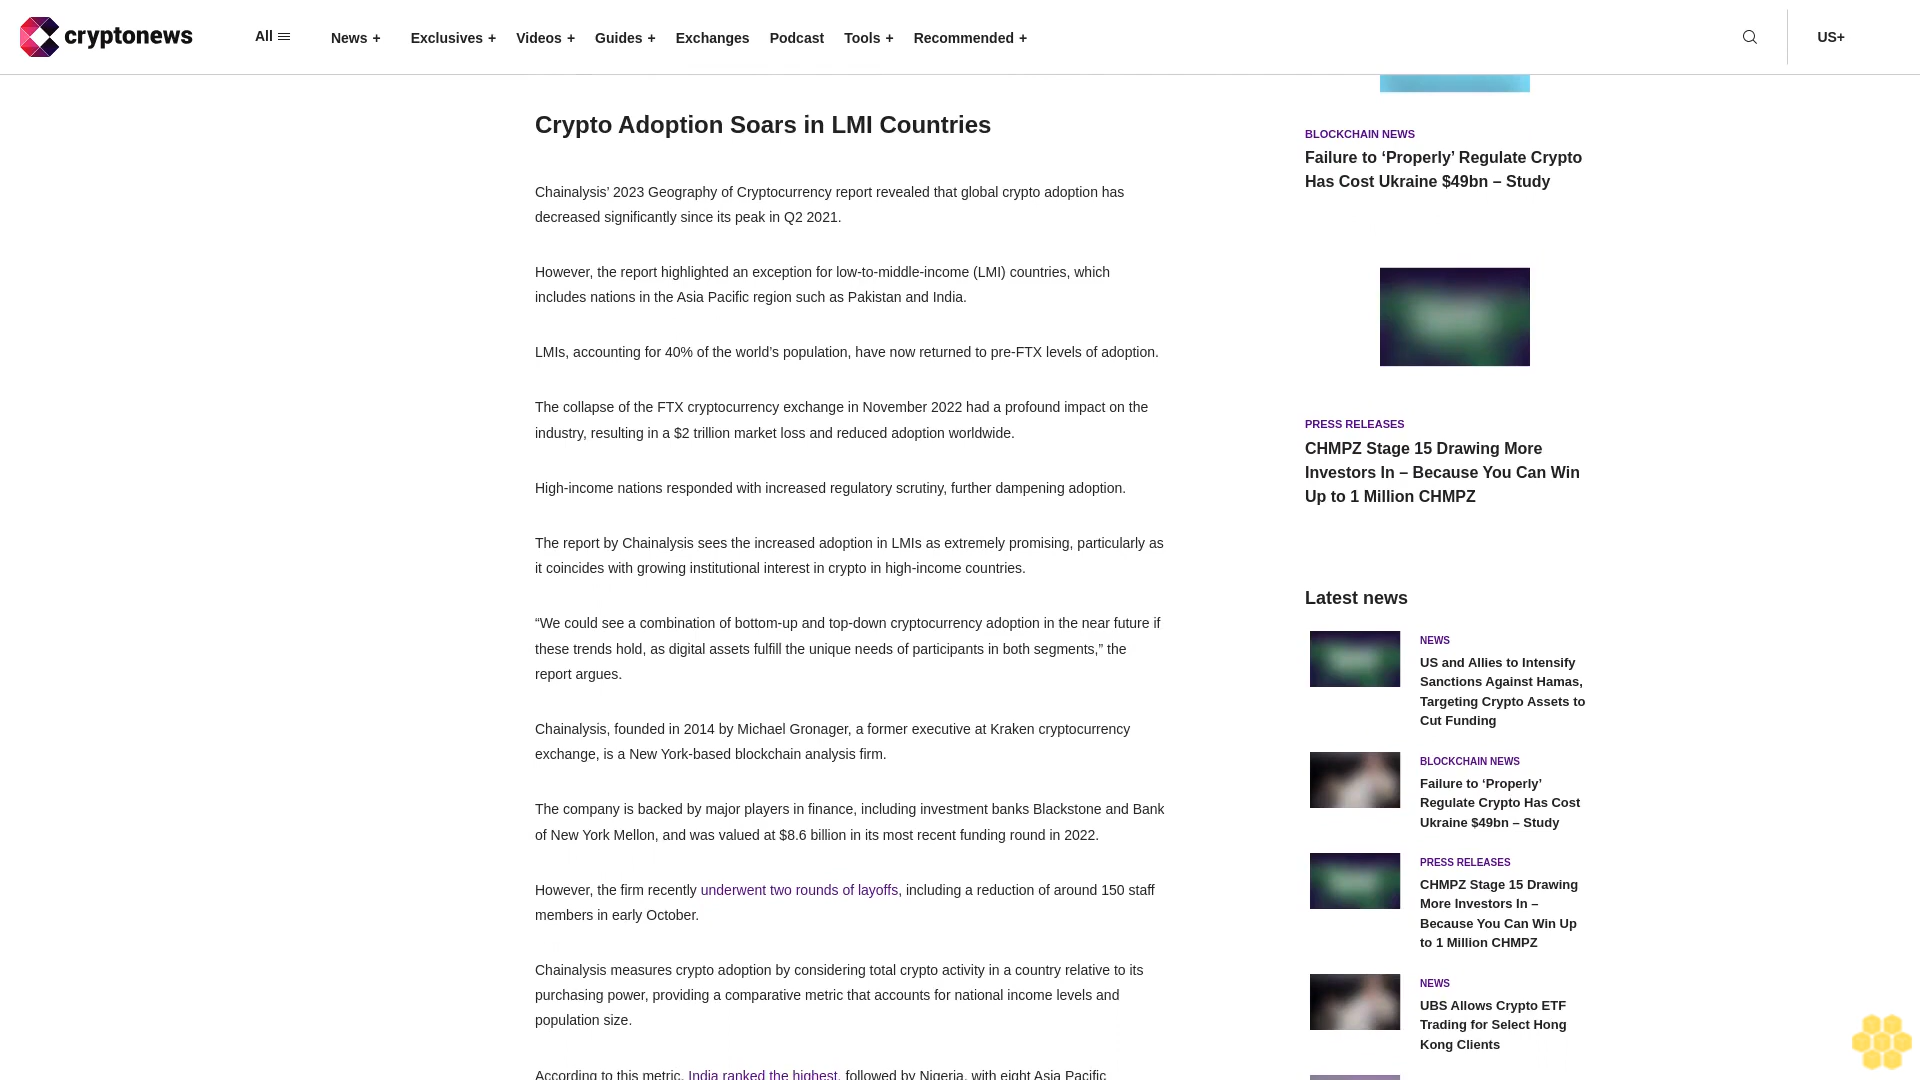 cryptonews
All
News +
Exclusives +
Videos +
Guides +
Exchanges
Podcast
Tools +
Recommended +
US+
Crypto Adoption Soars in LMI Countries
Chainalysis’ 2023 Geography of Cryptocurrency report revealed that global crypto adoption has
decreased significantly since its peak in Q2 2021.
However, the report highlighted an exception for low-to-middle-income (LMI) countries, which
includes nations in the Asia Pacific region such as Pakistan and India.
LMIs, accounting for 40% of the world’s population, have now returned to pre-FTX levels of adoption.
The collapse of the FTX cryptocurrency exchange in November 2022 had a profound impact on the
industry, resulting in a $2 trillion market loss and reduced adoption worldwide.
High-income nations responded with increased regulatory scrutiny, further dampening adoption.
The report by Chainalysis sees the increased adoption in LMIs as extremely promising, particularly as
it coincides with growing institutional interest in crypto in high-income countries.
“We could see a combination of bottom-up and top-down cryptocurrency adoption in the near future if
these trends hold, as digital assets fulfill the unique needs of participants in both segments,” the
report argues.
Chainalysis, founded in 2014 by Michael Gronager, a former executive at Kraken cryptocurrency
exchange, is a New York-based blockchain analysis firm.
The company is backed by major players in finance, including investment banks Blackstone and Bank
of New York Mellon, and was valued at $8.6 billion in its most recent funding round in 2022.
However, the firm recently underwent two rounds of layoffs, including a reduction of around 150 staff
members in early October.
Chainalysis measures crypto adoption by considering total crypto activity in a country relative to its
purchasing power, providing a comparative metric that accounts for national income levels and
population size.
According to this metric, India ranked the highest, followed by Nigeria, with eight Asia Pacific
BLOCKCHAIN NEWS
Failure to ‘Properly’ Regulate Crypto
Has Cost Ukraine $49bn – Study
PRESS RELEASES
CHMPZ Stage 15 Drawing More
Investors In – Because You Can Win
Up to 1 Million CHMPZ
Latest news
NEWS
US and Allies to Intensify
Sanctions Against Hamas,
Targeting Crypto Assets to
Cut Funding
BLOCKCHAIN NEWS
Failure to ‘Properly’
Regulate Crypto Has Cost
Ukraine $49bn – Study
PRESS RELEASES
CHMPZ Stage 15 Drawing
More Investors In –
Because You Can Win Up
to 1 Million CHMPZ
NEWS
UBS Allows Crypto ETF
Trading for Select Hong
Kong Clients